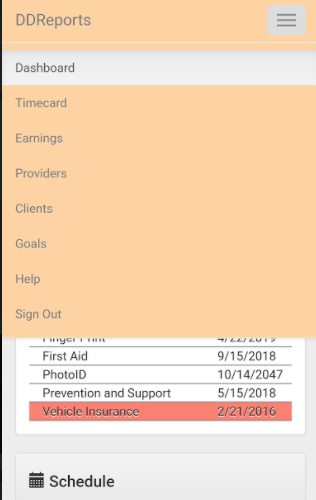 DDReports
Dashboard
Timecard
Earnings
Providers
Clients
Goals
Help
Sign Out
Finger Print 4/22/2019
First Aid 9/15/2018
PhotoID 10/14/2047
Prevention and Support 5/15/2018
Vehicle Insurance 2/21/2016
Schedule